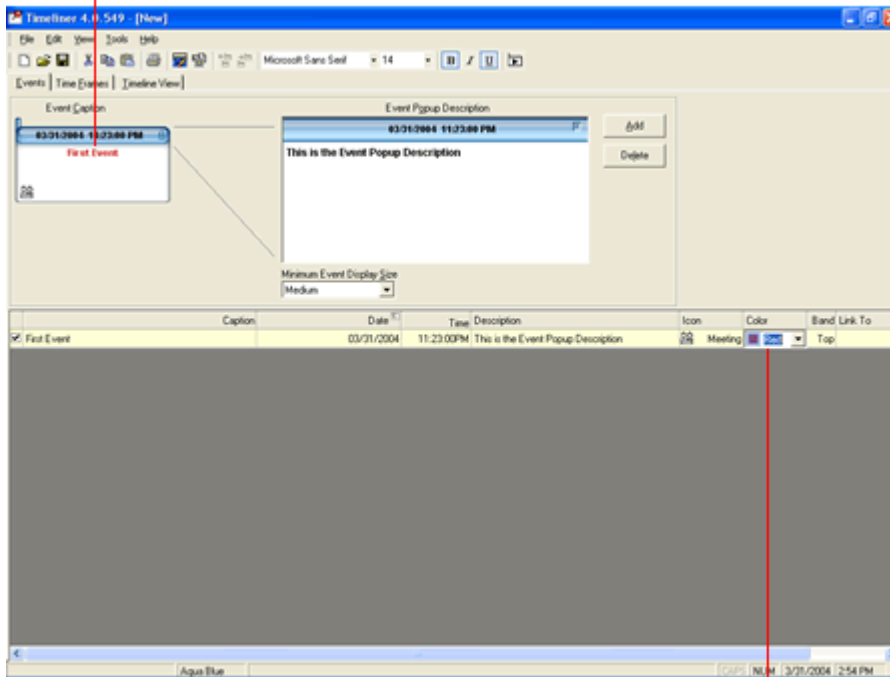 Timeliner 4.0.549 - [New]
File Edit View Tools Help
Microsoft Sans Serif 14 B I U
Events Time Frames Timeline View
Event Caption Event Popup Description
03/31/2004 11:23:00 PM
First Event
03/31/2004 11:23:00 PM
This is the Event Popup Description
Add
Delete
Minimum Event Display Size
Medium
Caption Date Time Description Icon Color Band Link To
First Event 03/31/2004 11:23:00PM This is the Event Popup Description Meeting Red Top
Aqua Blue CAPS NUM 3/31/2004 2:54 PM